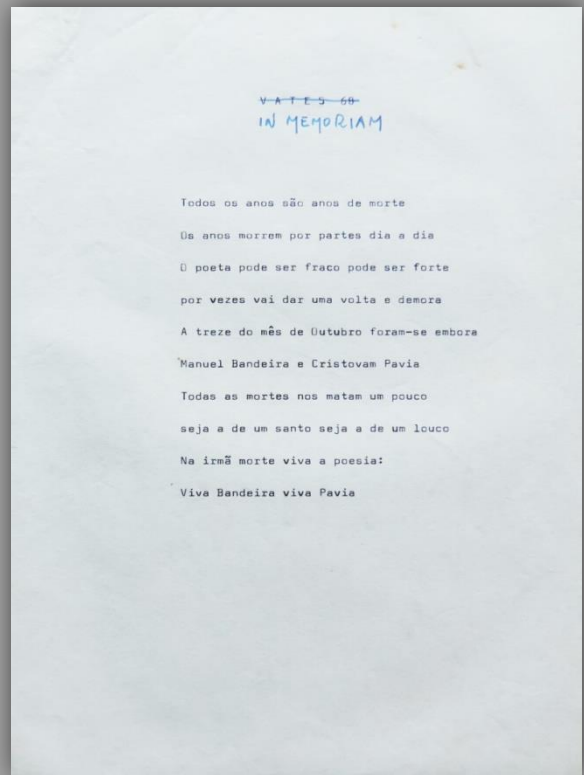 VATES 68
IN MEMORIAM
Todos os anos são anos de morte
Os anos morrem por partes dia a dia
O poeta pode ser fraco pode ser forte
por vezes vai dar uma volta e demora
A treze do mês de Outubro foram-se embora
Manuel Bandeira e Cristovam Pavia
Todas as mortes nos matam um pouco
seja a de um santo seja a de um louco
Na irmã morte viva a poesia:
Viva Bandeira viva Pavia